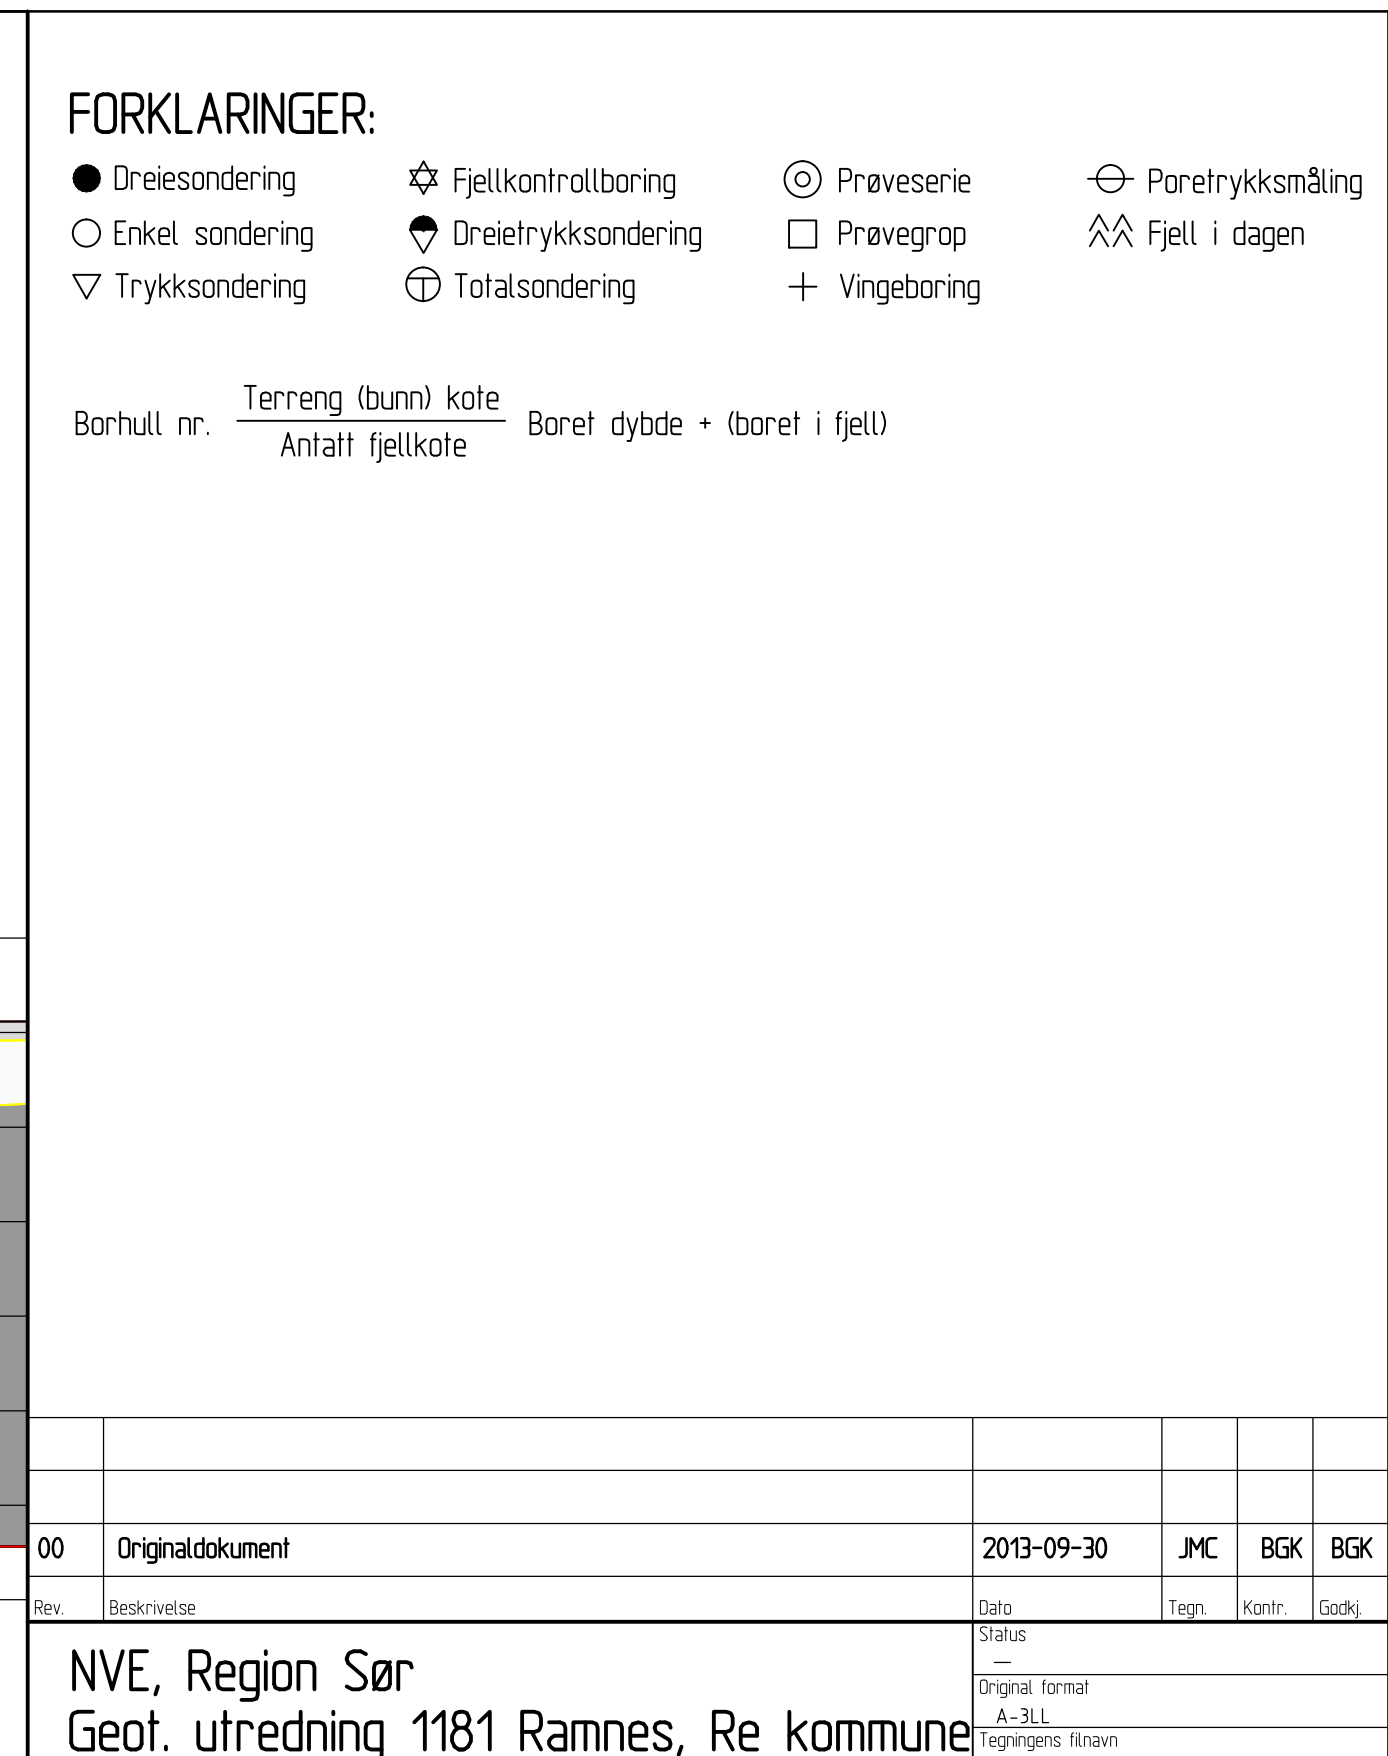 FORKLARINGER:
Dreiesondering Fjellkontrollboring Prøveserie Poretrykksmåling
Enkel sondering Dreietrykksondering Prøvegrop Fjell i dagen
Trykksondering Totalsondering Vingeboring
Terreng (bunn) kote
Borhull nr. Boret dybde + (boret i fjell)
Antatt fjellkote
00 Originaldokument 2013-09-30 JMC BGK BGK
Rev. Beskrivelse Dato Tegn. Kontr. Godkj.
Status
—
NVE, Region Sør
Original format
A-3LL
Geot. utredning 1181 Ramnes, Re kommune
Tegningens filnavn